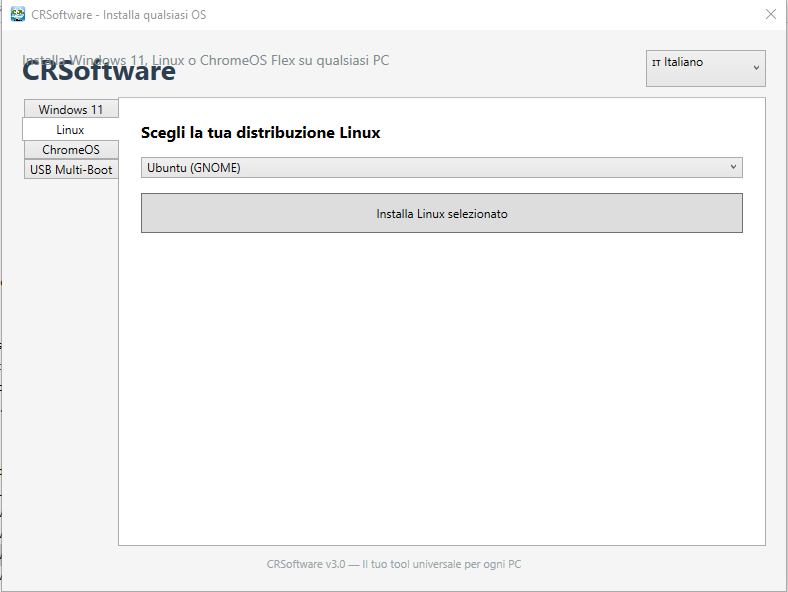 CRSoftware - Installa qualsiasi OS
Installa Windows 11, Linux o ChromeOS Flex su qualsiasi PC
CRSoftware
IT Italiano
Windows 11
Linux
ChromeOS
USB Multi-Boot
Scegli la tua distribuzione Linux
Ubuntu (GNOME)
Installa Linux selezionato
CRSoftware v3.0 — Il tuo tool universale per ogni PC